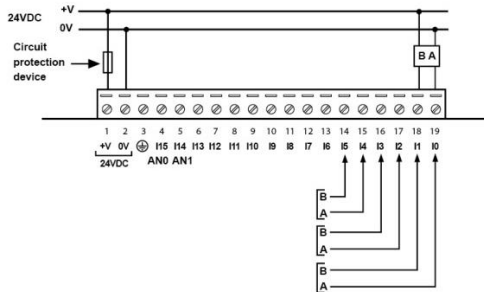 +V
24VDC
0V
Circuit
protection
device
B A
1 2 3 4 5 6 7 8 9 10 11 12 13 14 15 16 17 18 19
+V 0V I15 I14 I13 I12 I11 I10 I9 I8 I7 I6 I5 I4 I3 I2 I1 I0
24VDC AN0 AN1
B
A
B
A
B
A